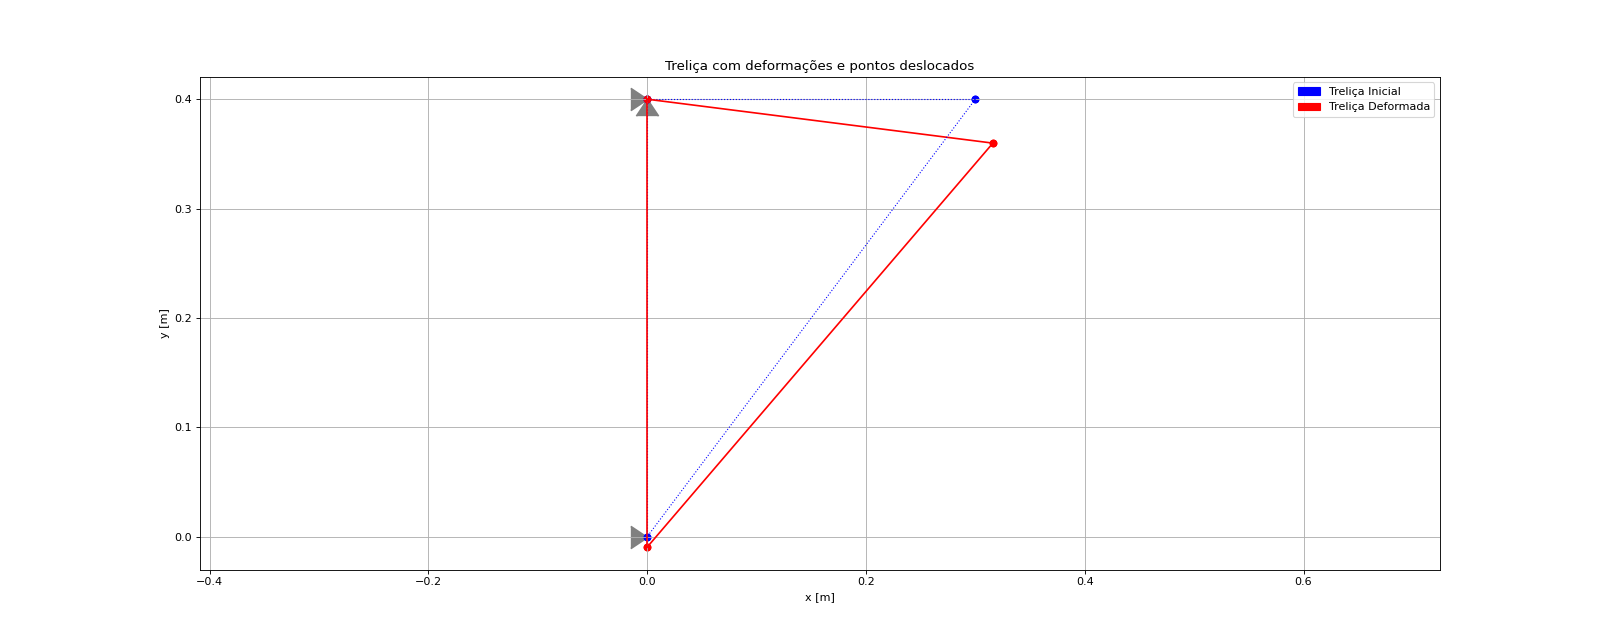 Treliça com deformações e pontos deslocados
Treliça Inicial
Treliça Deformada
y [m]
0.4
0.3
0.2
0.1
0.0
−0.4 −0.2 0.0 0.2 0.4 0.6
x [m]